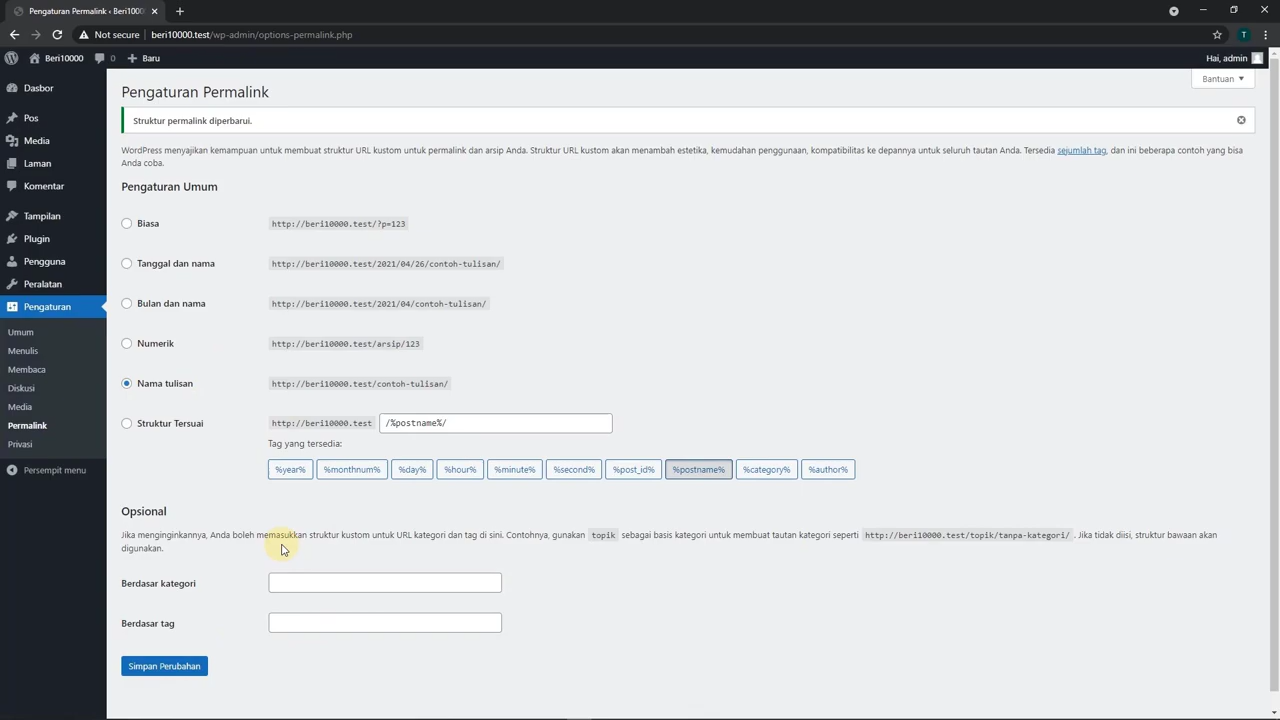 Pengaturan Permalink ‹ Beri10000
Not secure
beri10000.test/wp-admin/options-permalink.php
T
Beri10000
0
Baru
Hai, admin
Dasbor
Pos
Media
Laman
Komentar
Tampilan
Plugin
Pengguna
Peralatan
Pengaturan
Umum
Menulis
Membaca
Diskusi
Media
Permalink
Privasi
Persempit menu
Bantuan
Pengaturan Permalink
Struktur permalink diperbarui.
WordPress menyajikan kemampuan untuk membuat struktur URL kustom untuk permalink dan arsip Anda. Struktur URL kustom akan menambah estetika, kemudahan penggunaan, kompatibilitas ke depannya untuk seluruh tautan Anda. Tersedia sejumlah tag, dan ini beberapa contoh yang bisa
Anda coba.
Pengaturan Umum
Biasa http://beri10000.test/?p=123
Tanggal dan nama http://beri10000.test/2021/04/26/contoh-tulisan/
Bulan dan nama http://beri10000.test/2021/04/contoh-tulisan/
Numerik http://beri10000.test/arsip/123
Nama tulisan http://beri10000.test/contoh-tulisan/
Struktur Tersuai http://beri10000.test /%postname%/
Tag yang tersedia:
%year% %monthnum% %day% %hour% %minute% %second% %post_id% %postname% %category% %author%
Opsional
Jika menginginkannya, Anda boleh memasukkan struktur kustom untuk URL kategori dan tag di sini. Contohnya, gunakan topik sebagai basis kategori untuk membuat tautan kategori seperti http://beri10000.test/topik/tanpa-kategori/ . Jika tidak diisi, struktur bawaan akan
digunakan.
Berdasar kategori
Berdasar tag
Simpan Perubahan